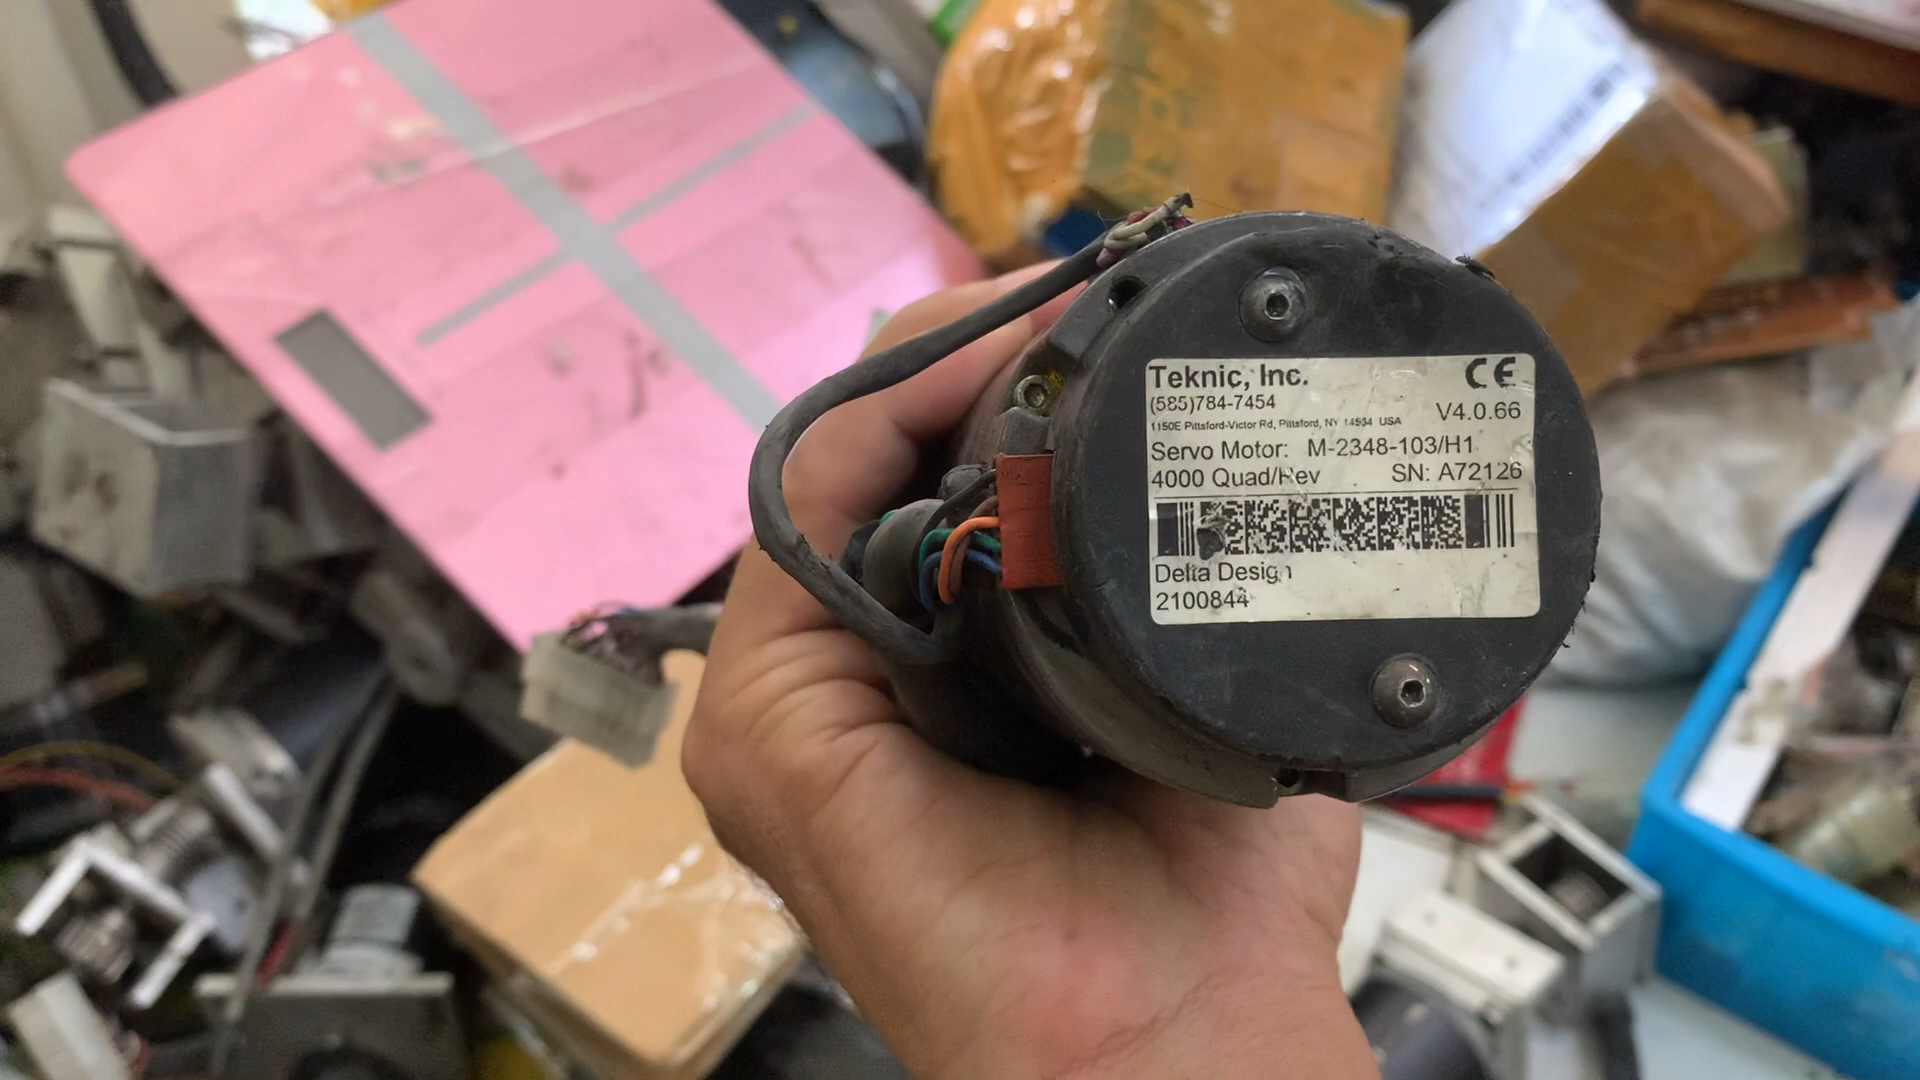 Teknic, Inc. CE
(585)784-7454 V4.0.66
1150E Pittsford-Victor Rd, Pittsford, NY 14534 USA
Servo Motor: M-2348-103/H1
4000 Quad/Rev SN: A72126
Delta Design
2100844